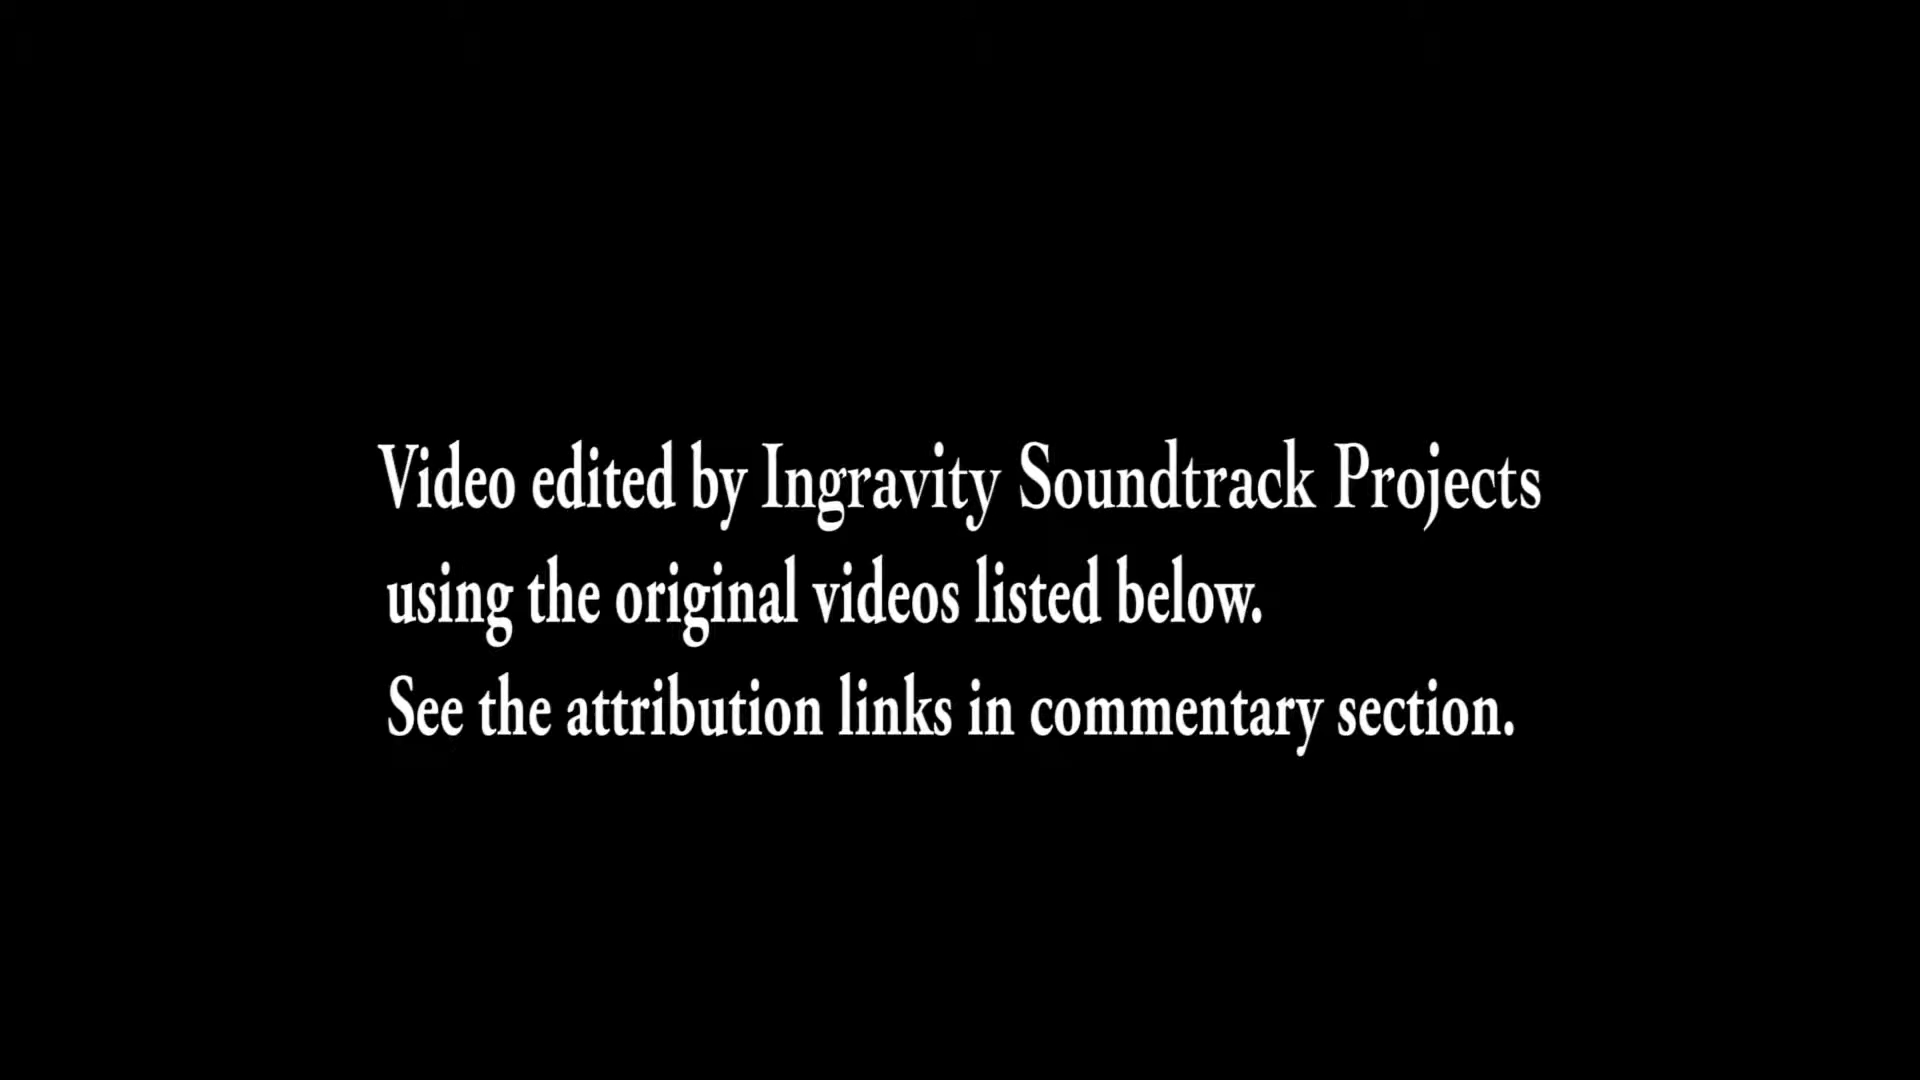 Video edited by Ingravity Soundtrack Projects
using the original videos listed below.
See the attribution links in commentary section.